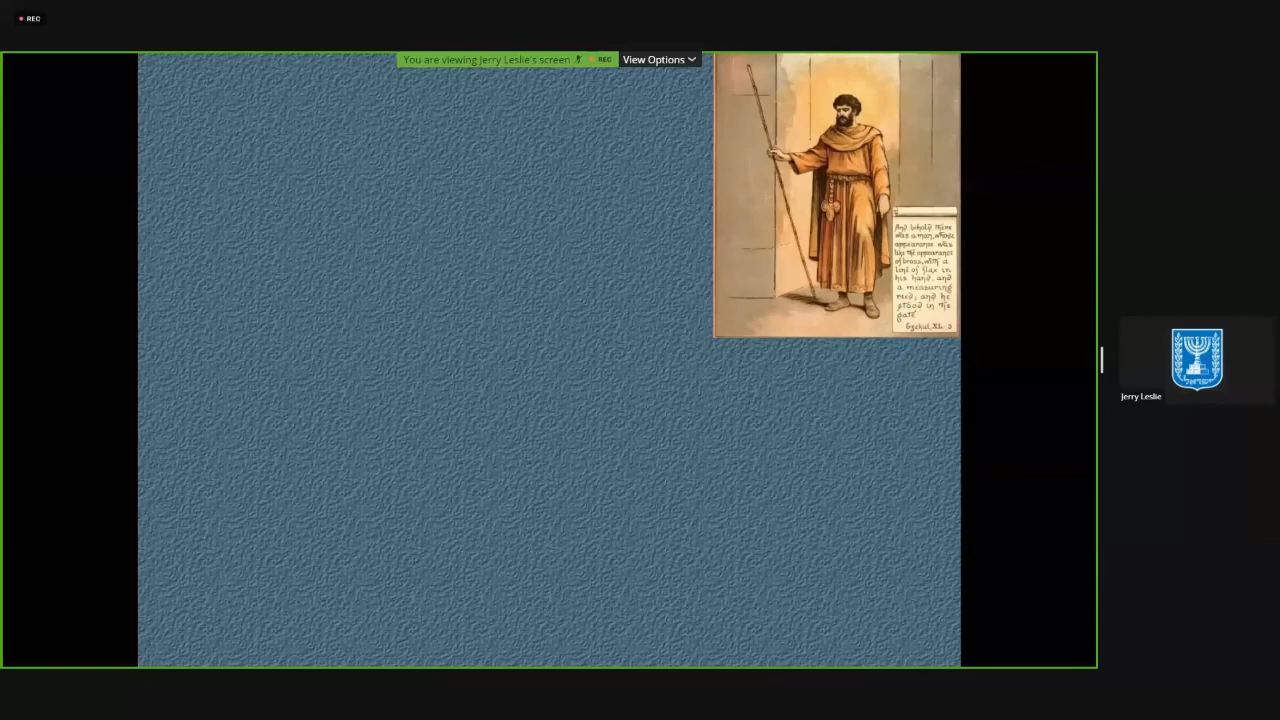 REC
You are viewing Jerry Leslie's screen
REC
View Options
And behold there
was a man, whose
appearance was
like the appearance
of brass, with a
line of flax in
his hand, and
a measuring
reed; and he
stood in the
gate
Ezekiel, XL 3
Jerry Leslie